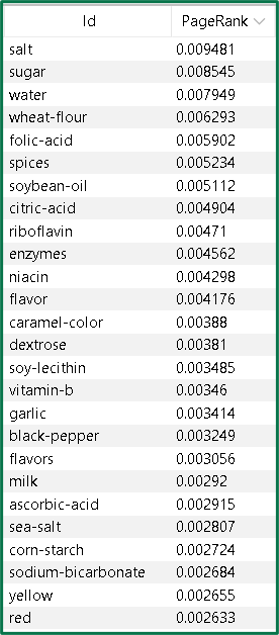 Id PageRank
salt 0.009481
sugar 0.008545
water 0.007949
wheat-flour 0.006293
folic-acid 0.005902
spices 0.005234
soybean-oil 0.005112
citric-acid 0.004904
riboflavin 0.00471
enzymes 0.004562
niacin 0.004298
flavor 0.004176
caramel-color 0.00388
dextrose 0.00381
soy-lecithin 0.003485
vitamin-b 0.00346
garlic 0.003414
black-pepper 0.003249
flavors 0.003056
milk 0.00292
ascorbic-acid 0.002915
sea-salt 0.002807
corn-starch 0.002724
sodium-bicarbonate 0.002684
yellow 0.002655
red 0.002633